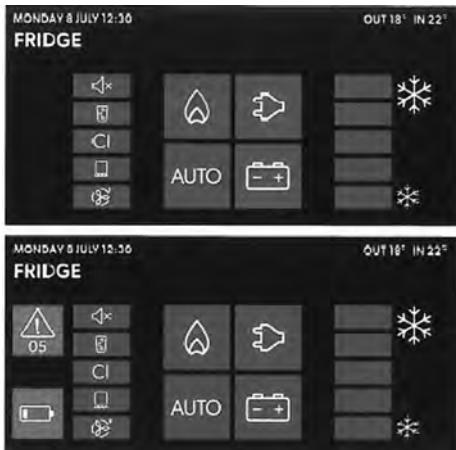 MONDAY 8 JULY 12:30 OUT 18° IN 22°
FRIDGE
CI
AUTO
- +
MONDAY 8 JULY 12:30 OUT 18° IN 22°
FRIDGE
05
CI
AUTO
- +